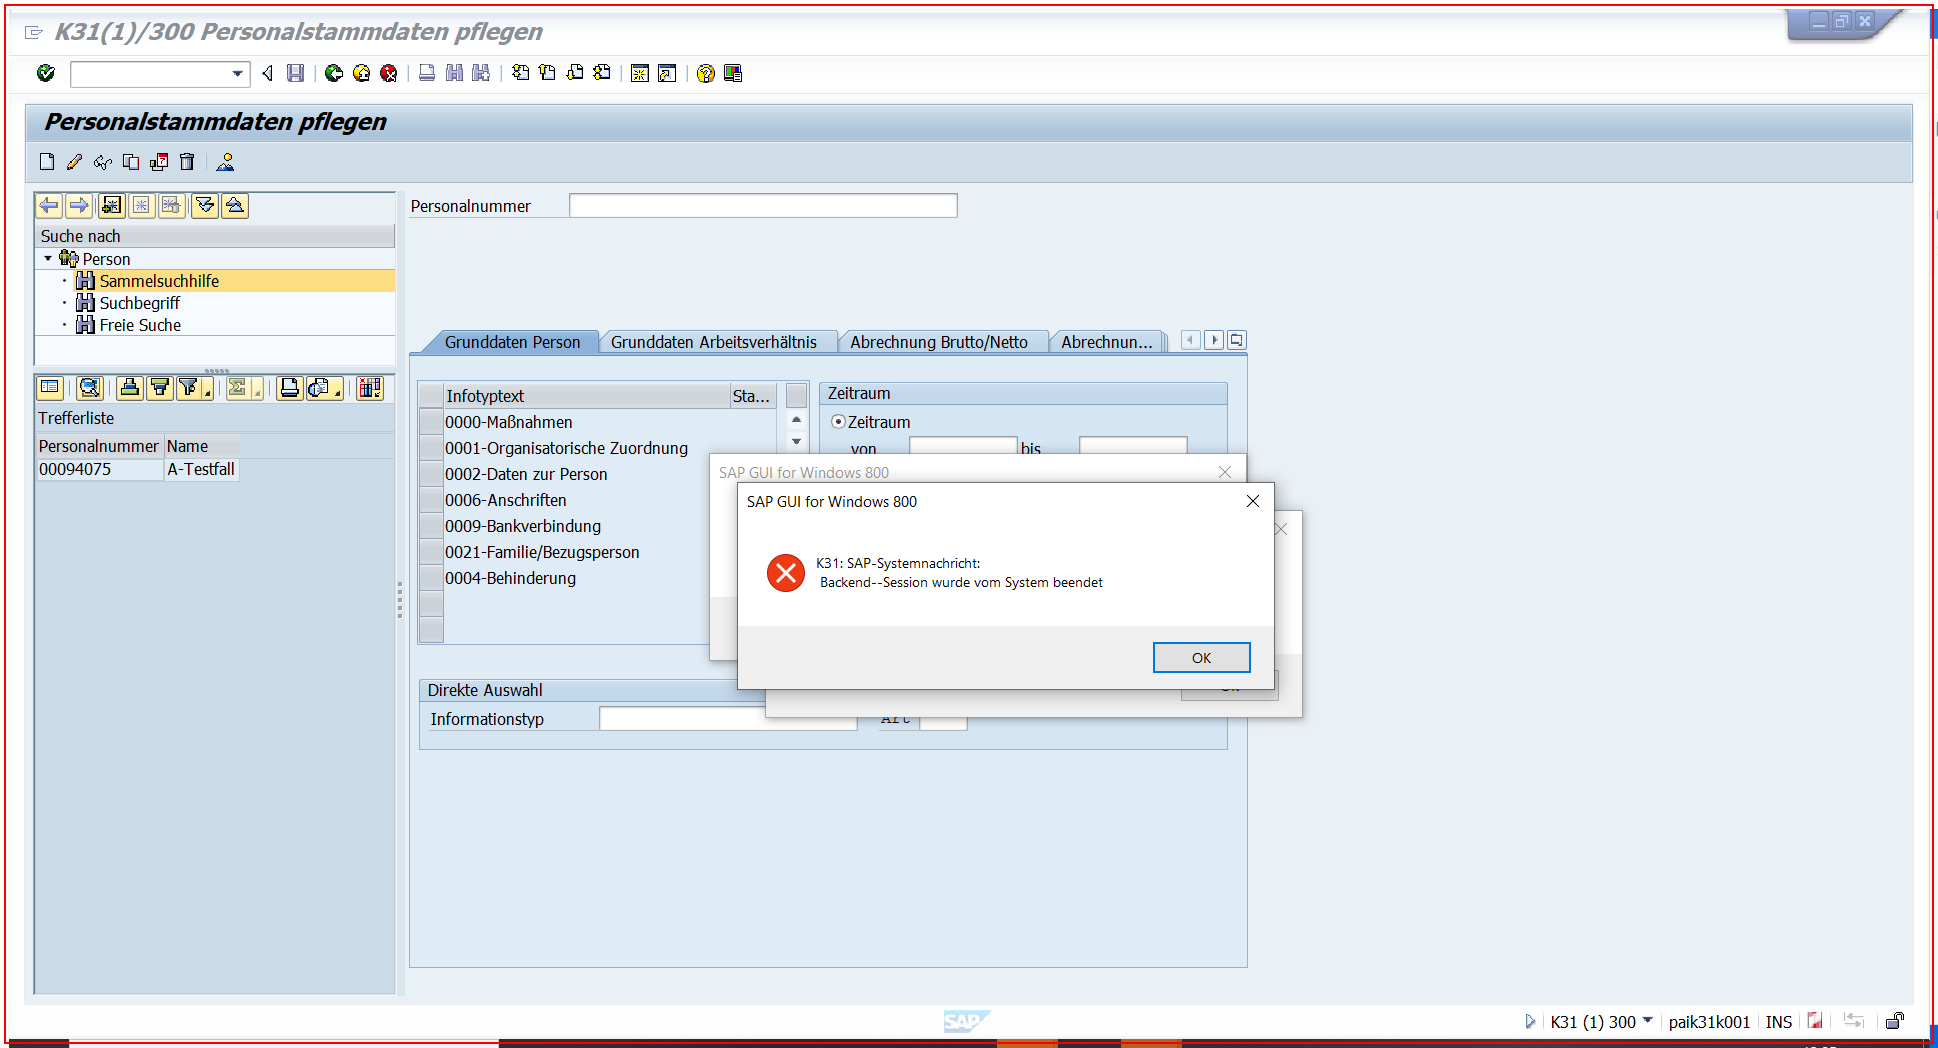 K31(1)/300 Personalstammdaten pflegen
Personalstammdaten pflegen
Personalnummer
Suche nach
Person
Sammelsuchhilfe
Suchbegriff
Freie Suche
Grunddaten Person
Grunddaten Arbeitsverhältnis
Abrechnung Brutto/Netto
Abrechnun...
Trefferliste
Personalnummer Name
00094075 A-Testfall
Infotyptext Sta...
0000-Maßnahmen
0001-Organisatorische Zuordnung
0002-Daten zur Person
0006-Anschriften
0009-Bankverbindung
0021-Familie/Bezugsperson
0004-Behinderung
Zeitraum
Zeitraum
von bis
SAP GUI for Windows 800
SAP GUI for Windows 800
K31: SAP-Systemnachricht:
Backend--Session wurde vom System beendet
OK
Direkte Auswahl
Informationstyp
Art
SAP
K31 (1) 300 paik31k001 INS